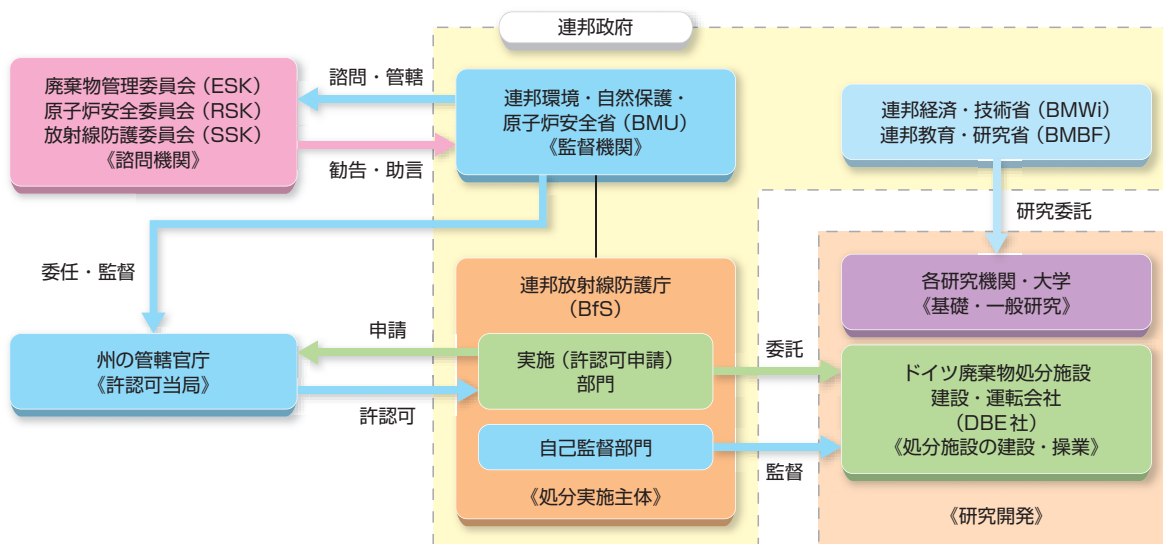 連邦政府
廃棄物管理委員会(ESK)
原子炉安全委員会(RSK)
放射線防護委員会(SSK)
《諮問機関》
諮問・管轄
勧告・助言
連邦環境・自然保護・
原子炉安全省(BMU)
《監督機関》
連邦経済・技術省(BMWi)
連邦教育・研究省(BMBF)
研究委託
委任・監督
連邦放射線防護庁
(BfS)
各研究機関・大学
《基礎・一般研究》
州の管轄官庁
《許認可当局》
申請
許認可
実施(許認可申請)
部門
委託
ドイツ廃棄物処分施設
建設・運転会社
(DBE社)
《処分施設の建設・操業》
自己監督部門
監督
《処分実施主体》
《研究開発》